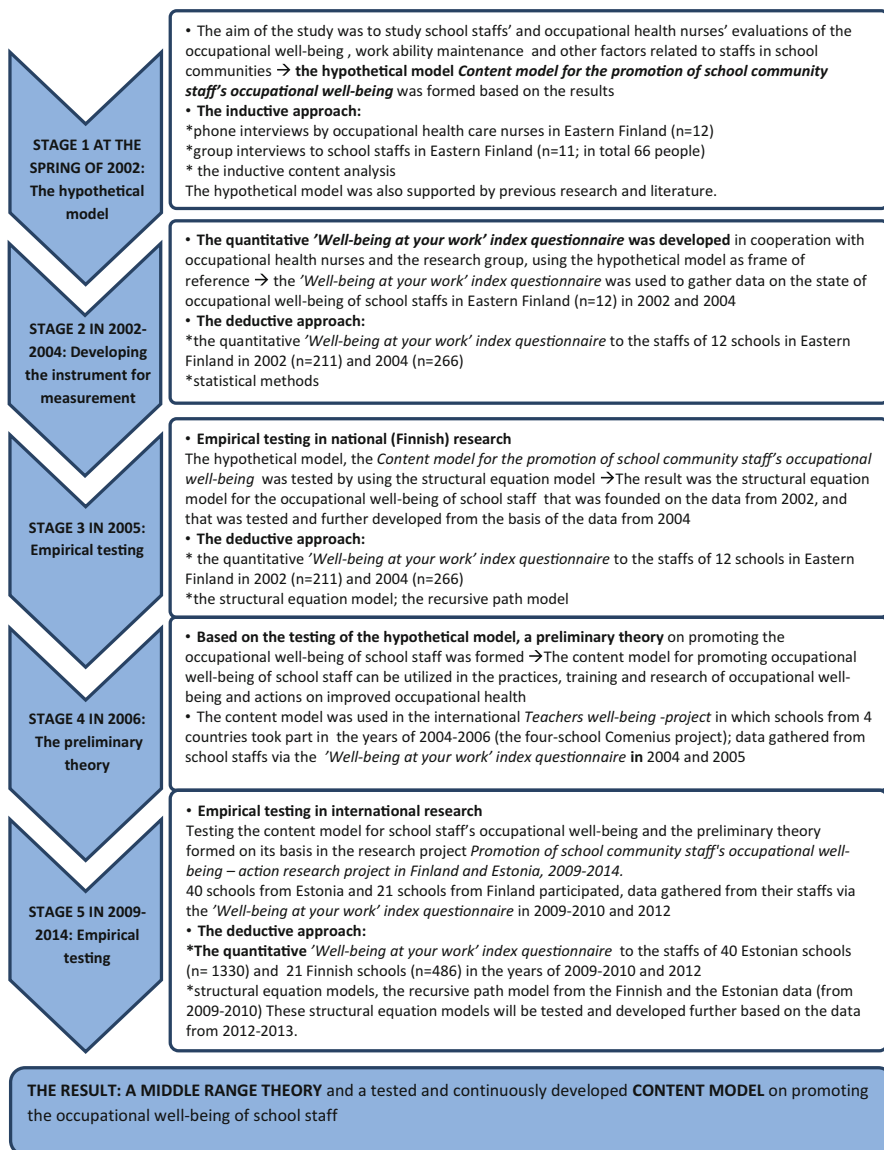 • The aim of the study was to study school staffs’ and occupational health nurses’ evaluations of the
occupational well-being , work ability maintenance and other factors related to staffs in school
communities → the hypothetical model Content model for the promotion of school community
staff’s occupational well-being was formed based on the results
• The inductive approach:
*phone interviews by occupational health care nurses in Eastern Finland (n=12)
*group interviews to school staffs in Eastern Finland (n=11; in total 66 people)
* the inductive content analysis
The hypothetical model was also supported by previous research and literature.
STAGE 1 AT THE
SPRING OF 2002:
The hypothetical
model
• The quantitative ’Well-being at your work’ index questionnaire was developed in cooperation with
occupational health nurses and the research group, using the hypothetical model as frame of
reference → the ’Well-being at your work’ index questionnaire was used to gather data on the state of
occupational well-being of school staffs in Eastern Finland (n=12) in 2002 and 2004
• The deductive approach:
*the quantitative ’Well-being at your work’ index questionnaire to the staffs of 12 schools in Eastern
Finland in 2002 (n=211) and 2004 (n=266)
*statistical methods
STAGE 2 IN 2002-
2004: Developing
the instrument for
measurement
• Empirical testing in national (Finnish) research
The hypothetical model, the Content model for the promotion of school community staff’s occupational
well-being was tested by using the structural equation model →The result was the structural equation
model for the occupational well-being of school staff that was founded on the data from 2002, and
that was tested and further developed from the basis of the data from 2004
• The deductive approach:
* the quantitative ’Well-being at your work’ index questionnaire to the staffs of 12 schools in Eastern
Finland in 2002 (n=211) and 2004 (n=266)
*the structural equation model; the recursive path model
STAGE 3 IN 2005:
Empirical testing
• Based on the testing of the hypothetical model, a preliminary theory on promoting the
occupational well-being of school staff was formed →The content model for promoting occupational
well-being of school staff can be utilized in the practices, training and research of occupational well-
being and actions on improved occupational health
• The content model was used in the international Teachers well-being -project in which schools from 4
countries took part in the years of 2004-2006 (the four-school Comenius project); data gathered from
school staffs via the ’Well-being at your work’ index questionnaire in 2004 and 2005
STAGE 4 IN 2006:
The preliminary
theory
• Empirical testing in international research
Testing the content model for school staff’s occupational well-being and the preliminary theory
formed on its basis in the research project Promotion of school community staff's occupational well-
being – action research project in Finland and Estonia, 2009-2014.
40 schools from Estonia and 21 schools from Finland participated, data gathered from their staffs via
the ’Well-being at your work’ index questionnaire in 2009-2010 and 2012
• The deductive approach:
*The quantitative ’Well-being at your work’ index questionnaire to the staffs of 40 Estonian schools
(n= 1330) and 21 Finnish schools (n=486) in the years of 2009-2010 and 2012
*structural equation models, the recursive path model from the Finnish and the Estonian data (from
2009-2010) These structural equation models will be tested and developed further based on the data
from 2012-2013.
STAGE 5 IN 2009-
2014: Empirical
testing
THE RESULT: A MIDDLE RANGE THEORY and a tested and continuously developed CONTENT MODEL on promoting
the occupational well-being of school staff